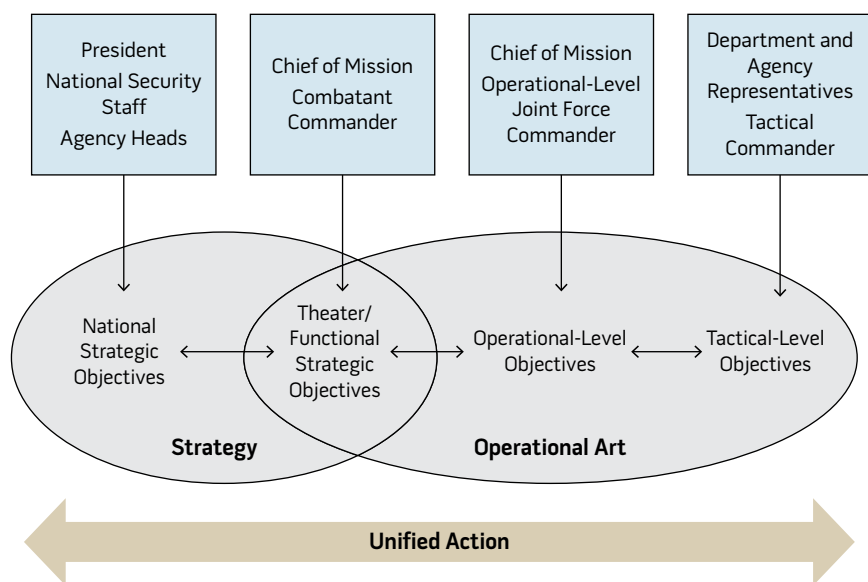 President
National Security
Staff
Agency Heads
Chief of Mission
Combatant
Commander
Chief of Mission
Operational-Level
Joint Force
Commander
Department and
Agency
Representatives
Tactical
Commander
National
Strategic
Objectives
Theater/
Functional
Strategic
Objectives
Operational-Level
Objectives
Tactical-Level
Objectives
Strategy
Operational Art
Unified Action